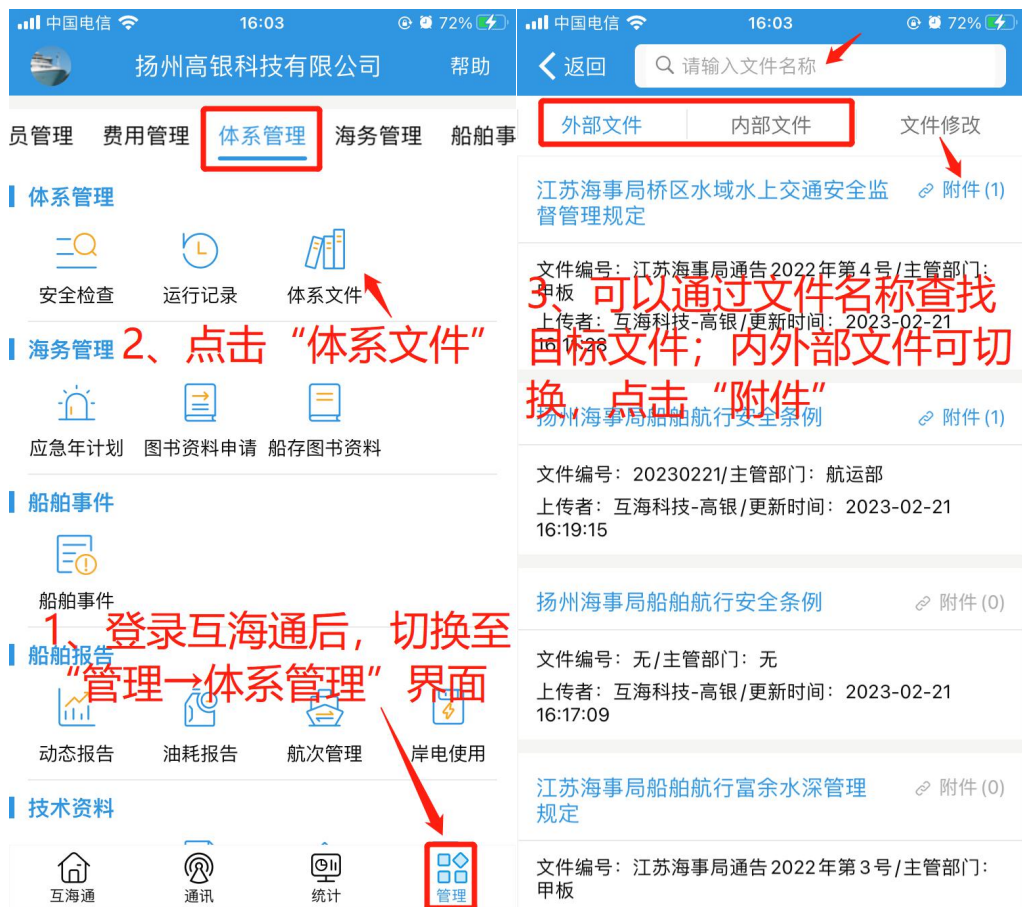 中国电信 16:03 72%
扬州高银科技有限公司 帮助
员管理 费用管理 体系管理 海务管理 船舶事
体系管理
安全检查 运行记录 体系文件
2、点击“体系文件”
海务管理
应急年计划 图书资料申请 船存图书资料
船舶事件
船舶事件
1、登录互海通后，切换至
“管理→体系管理”界面
船舶报告
动态报告 油耗报告 航次管理 岸电使用
技术资料
互海通 通讯 统计 管理
中国电信 16:03 72%
返回 请输入文件名称
外部文件 内部文件 文件修改
江苏海事局桥区水域水上交通安全监 附件(1)
督管理规定
文件编号：江苏海事局通告2022年第4号/主管部门：
甲板
3、可以通过文件名称查找
上传者：互海科技-高银/更新时间：2023-02-21
目标文件；内外部文件可切
换，点击“附件”
扬州海事局船舶航行安全条例 附件(1)
文件编号：20230221/主管部门：航运部
上传者：互海科技-高银/更新时间：2023-02-21
16:19:15
扬州海事局船舶航行安全条例 附件(0)
文件编号：无/主管部门：无
上传者：互海科技-高银/更新时间：2023-02-21
16:17:09
江苏海事局船舶航行富余水深管理 附件(0)
规定
文件编号：江苏海事局通告2022年第3号/主管部门：
甲板